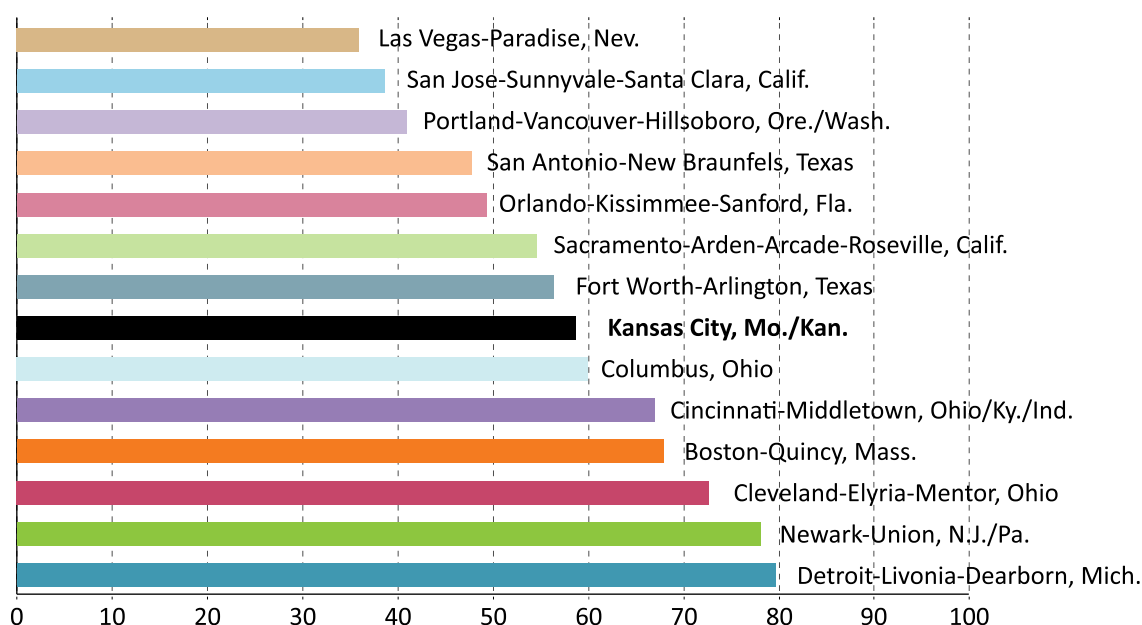 Las Vegas-Paradise, Nev.
San Jose-Sunnyvale-Santa Clara, Calif.
Portland-Vancouver-Hillsoboro, Ore./Wash.
San Antonio-New Braunfels, Texas
Orlando-Kissimmee-Sanford, Fla.
Sacramento-Arden-Arcade-Roseville, Calif.
Fort Worth-Arlington, Texas
Kansas City, Mo./Kan.
Columbus, Ohio
Cincinnati-Middletown, Ohio/Ky./Ind.
Boston-Quincy, Mass.
Cleveland-Elyria-Mentor, Ohio
Newark-Union, N.J./Pa.
Detroit-Livonia-Dearborn, Mich.
0 10 20 30 40 50 60 70 80 90 100